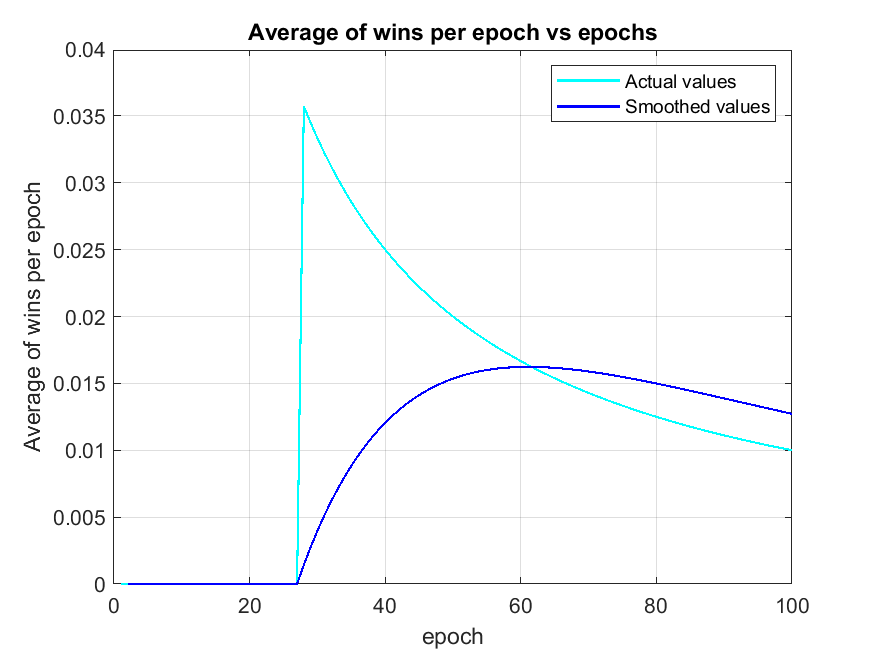 Average of wins per epoch vs epochs
0.04
0.035
0.03
0.025
0.02
0.015
0.01
0.005
0
Average of wins per epoch
Actual values
Smoothed values
0 20 40 60 80 100
epoch